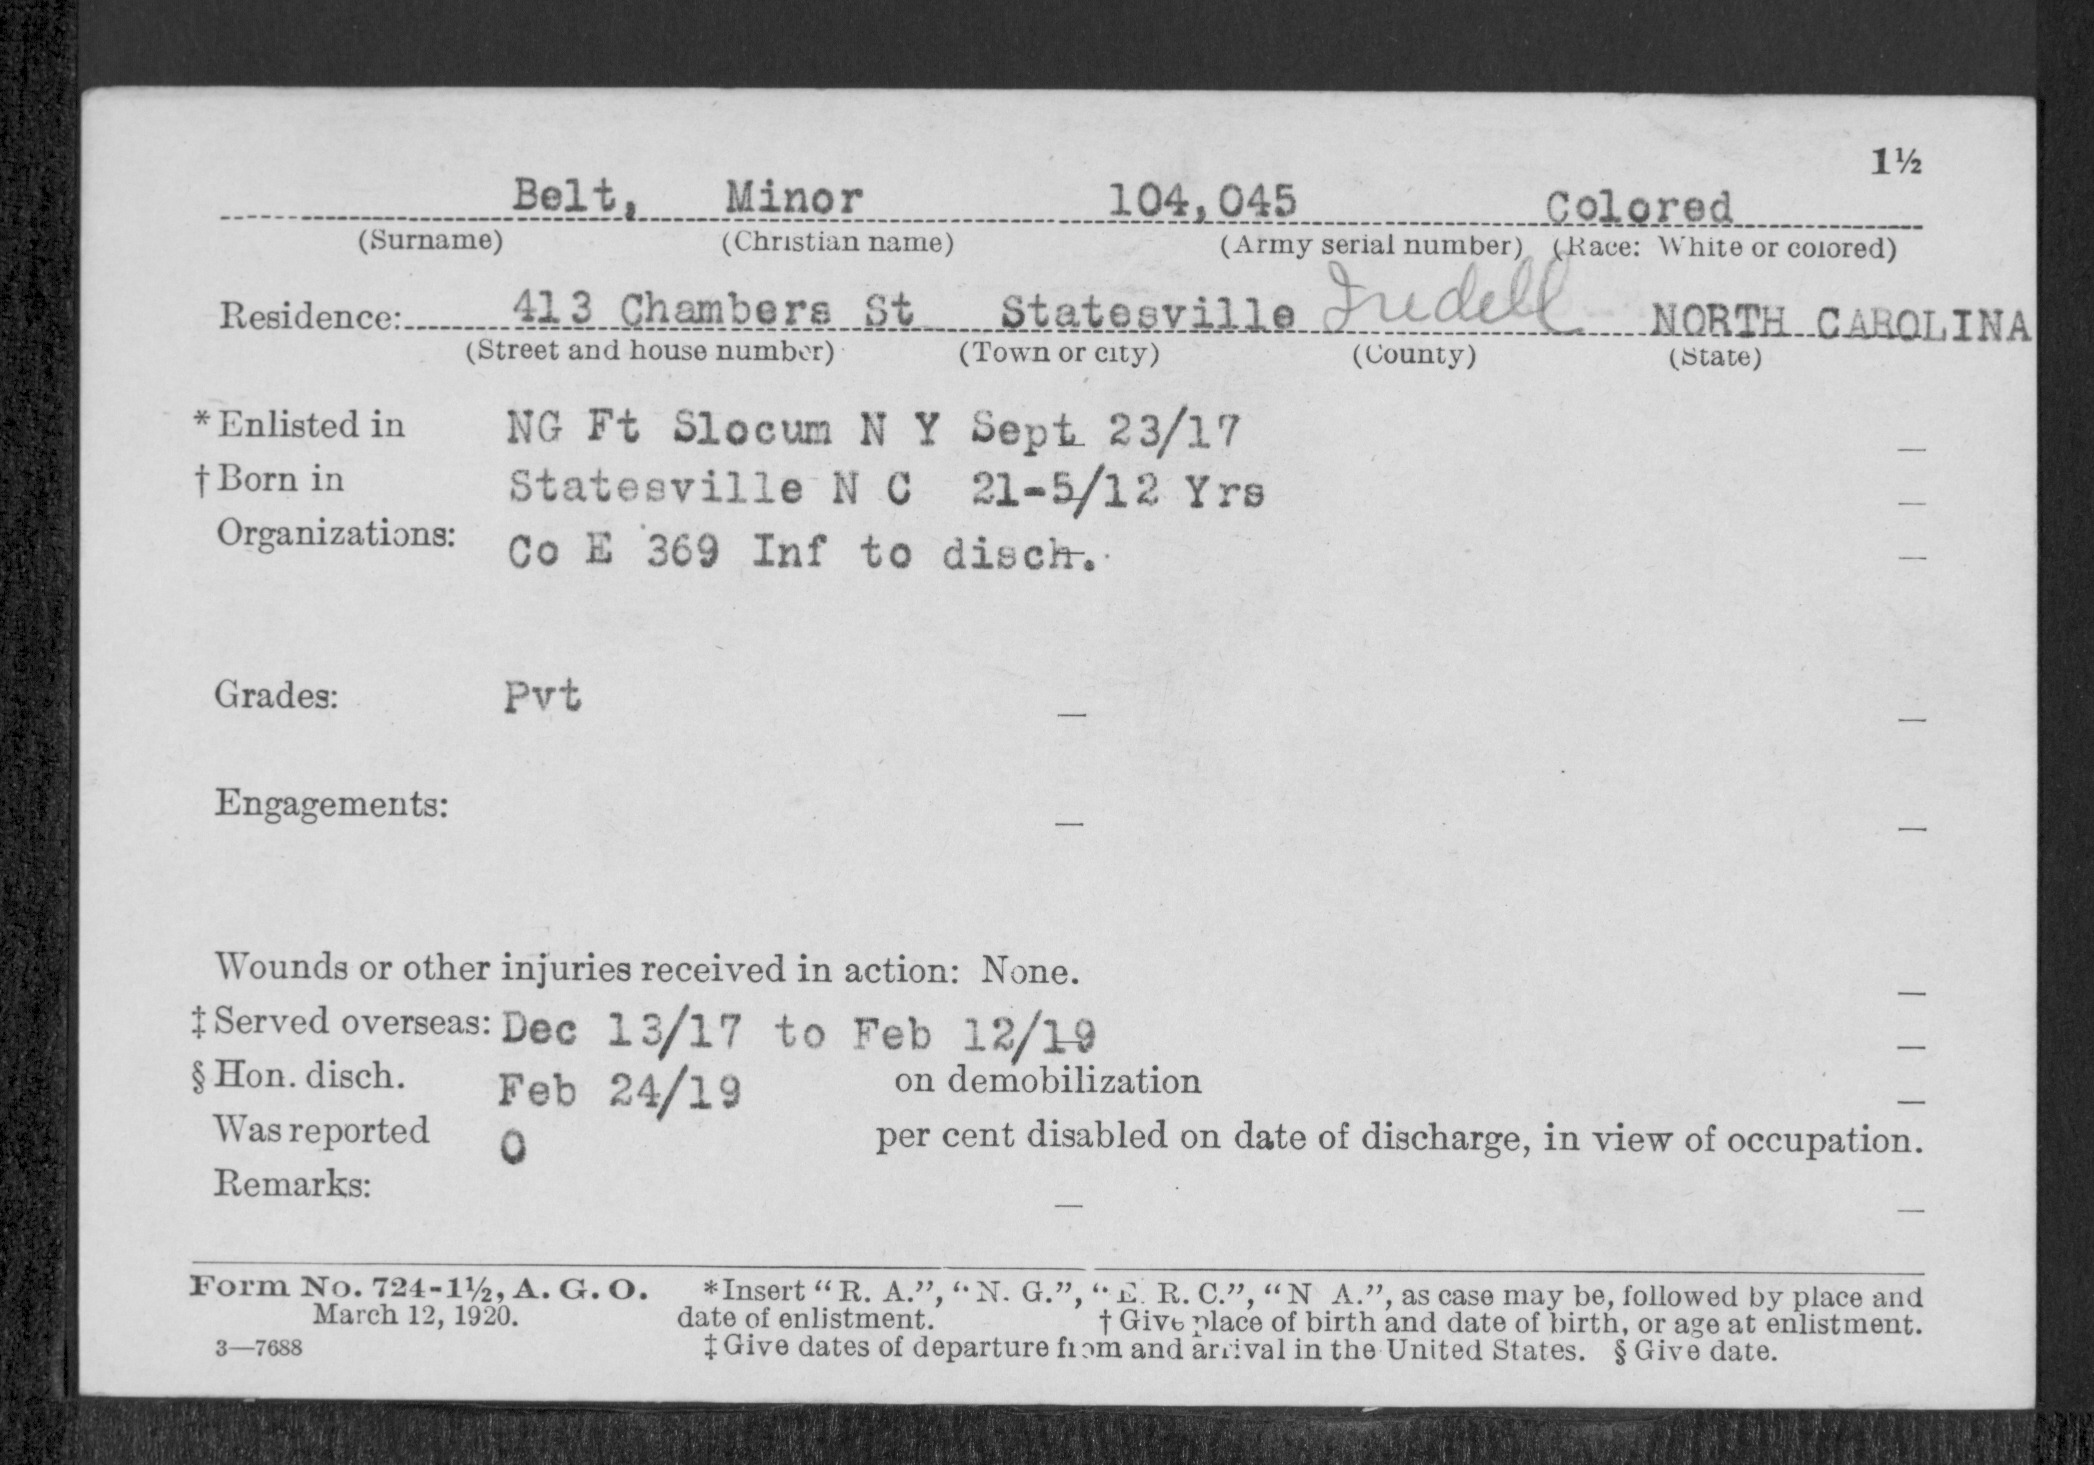 1½
Belt, Minor 104,045 Colored
(Surname) (Christian name) (Army serial number) (Race: White or colored)
Residence: 413 Chambers St Statesville Iredell NORTH CAROLINA
(Street and house number) (Town or city) (County) (State)
*Enlisted in NG Ft Slocum N Y Sept 23/17
†Born in Statesville N C 21-5/12 Yrs
Organizations: Co E 369 Inf to disch.
Grades: Pvt
Engagements:
Wounds or other injuries received in action: None.
‡Served overseas: Dec 13/17 to Feb 12/19
§Hon. disch. Feb 24/19 on demobilization
Was reported 0 per cent disabled on date of discharge, in view of occupation.
Remarks:
Form No. 724-1½, A. G. O. *Insert "R. A.", "N. G.", "E. R. C.", "N A.", as case may be, followed by place and
March 12, 1920. date of enlistment. †Give place of birth and date of birth, or age at enlistment.
3—7688 ‡Give dates of departure from and arrival in the United States. §Give date.